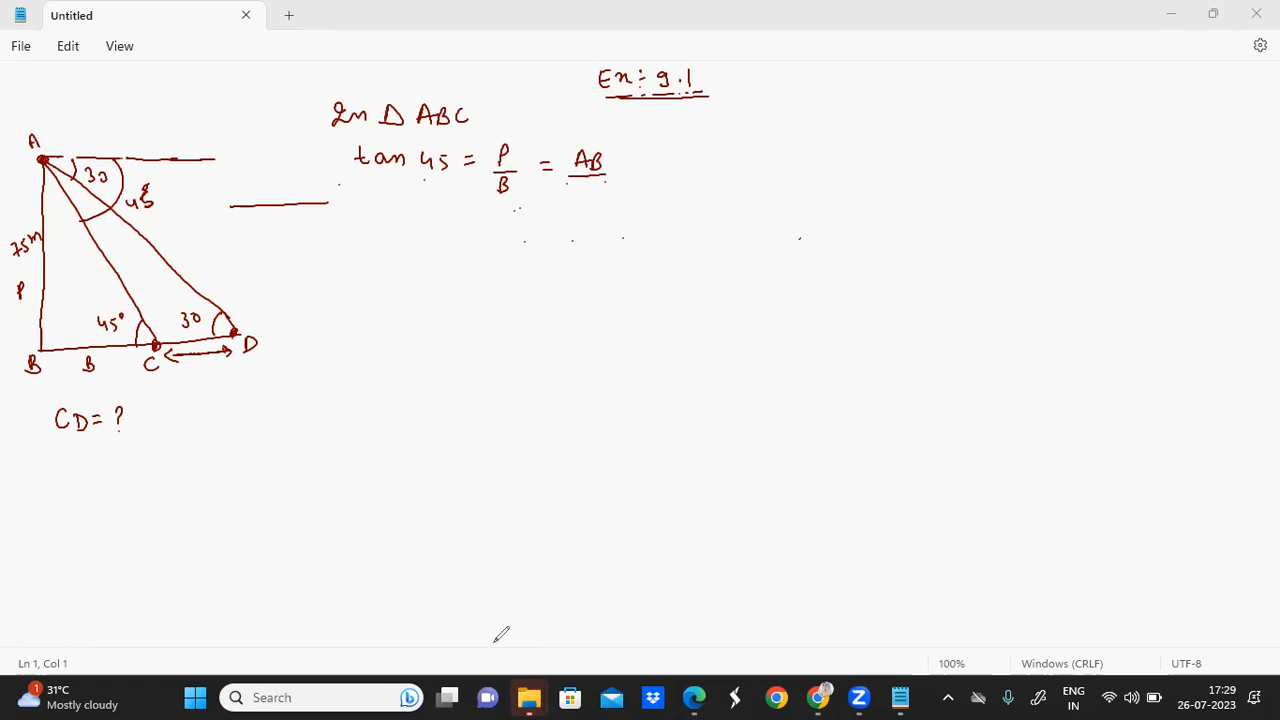 Untitled
File Edit View
Ex÷ 9.1
In Δ ABC
tan 45 = P/B = AB
A
30
45°
75m
P
45°
30
B B C D
CD = ?
Ln 1, Col 1 100% Windows (CRLF) UTF-8
1
31°C
Mostly cloudy
Search
ENG
IN
17:29
26-07-2023